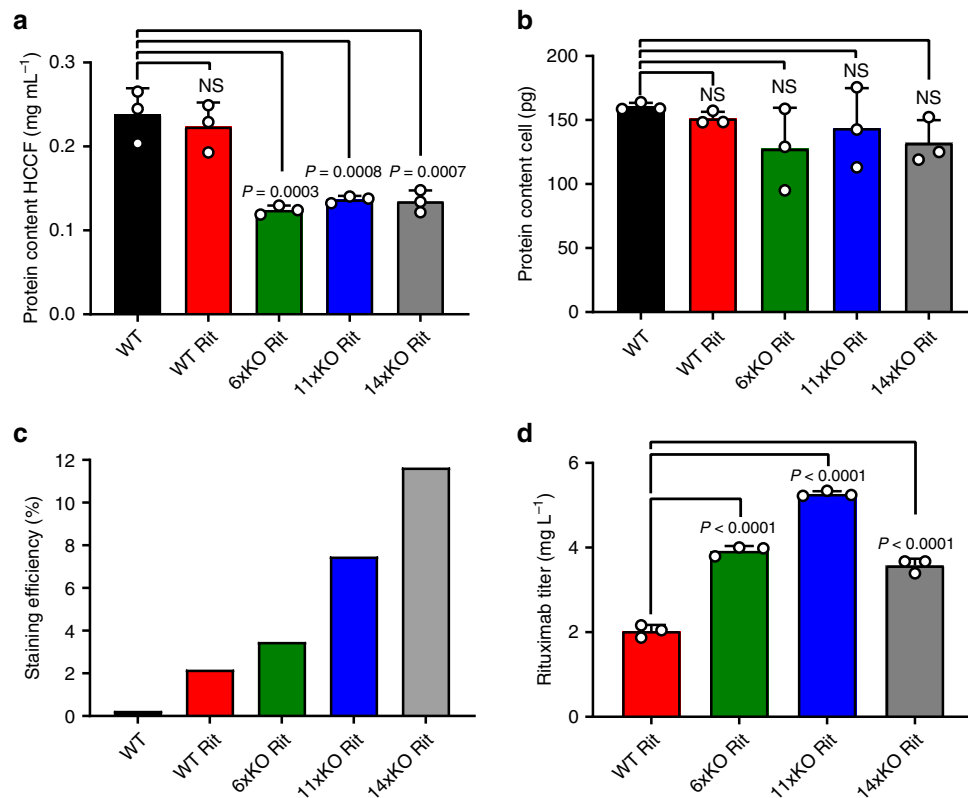 a
Protein content HCCF (mg mL⁻¹)
0.3
0.2
0.1
0.0
NS
P = 0.0003
P = 0.0008
P = 0.0007
WT
WT Rit
6xKO Rit
11xKO Rit
14xKO Rit
b
Protein content cell (pg)
200
150
100
50
0
NS
NS
NS
NS
WT
WT Rit
6xKO Rit
11xKO Rit
14xKO Rit
c
Staining efficiency (%)
12
10
8
6
4
2
0
WT
WT Rit
6xKO Rit
11xKO Rit
14xKO Rit
d
Rituximab titer (mg L⁻¹)
6
4
2
0
P < 0.0001
P < 0.0001
P < 0.0001
WT Rit
6xKO Rit
11xKO Rit
14xKO Rit